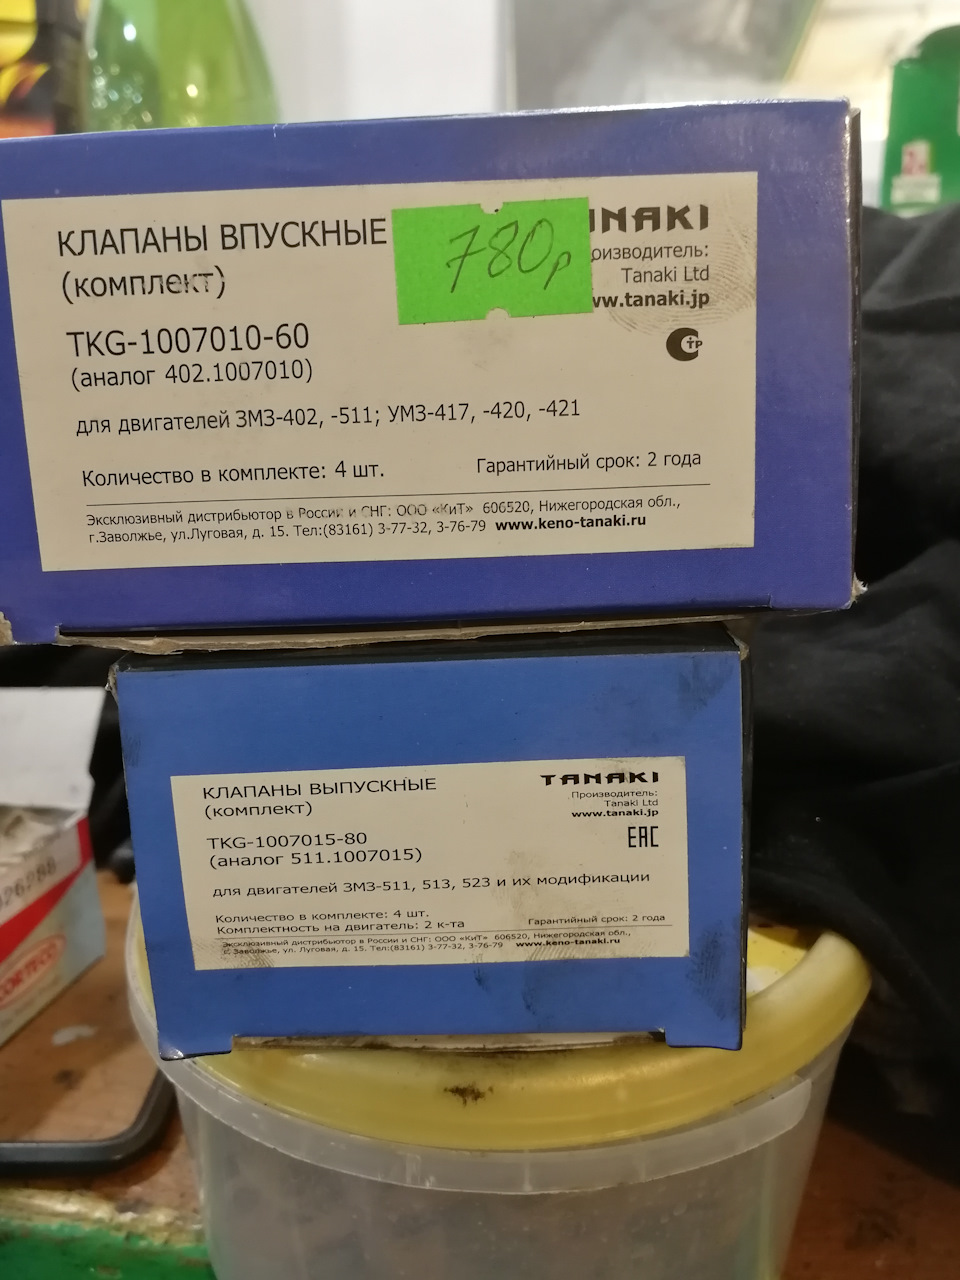 КЛАПАНЫ ВПУСКНЫЕ
(комплект)
780р
TKG-1007010-60
(аналог 402.1007010)
для двигателей ЗМЗ-402, -511; УМЗ-417, -420, -421
Количество в комплекте: 4 шт.
Гарантийный срок: 2 года
Эксклюзивный дистрибьютор в России и СНГ: ООО «КиТ» 606520, Нижегородская обл.,
г.Заволжье, ул.Луговая, д. 15. Тел:(83161) 3-77-32, 3-76-79 www.keno-tanaki.ru
NAKI
оизводитель:
Tanaki Ltd
w.tanaki.jp
СТР
КЛАПАНЫ ВЫПУСКНЫЕ
(комплект)
TKG-1007015-80
(аналог 511.1007015)
для двигателей ЗМЗ-511, 513, 523 и их модификации
Количество в комплекте: 4 шт.
Комплектность на двигатель: 2 к-та
Гарантийный срок: 2 года
Эксклюзивный дистрибьютор в России и СНГ: ООО «КиТ» 606520, Нижегородская обл.,
г. Заволжье, ул. Луговая, д. 15. Тел:(83161) 3-77-32, 3-76-79 www.keno-tanaki.ru
TANAKI
Производитель:
Tanaki Ltd
www.tanaki.jp
ЕАС
026288
CORTECO